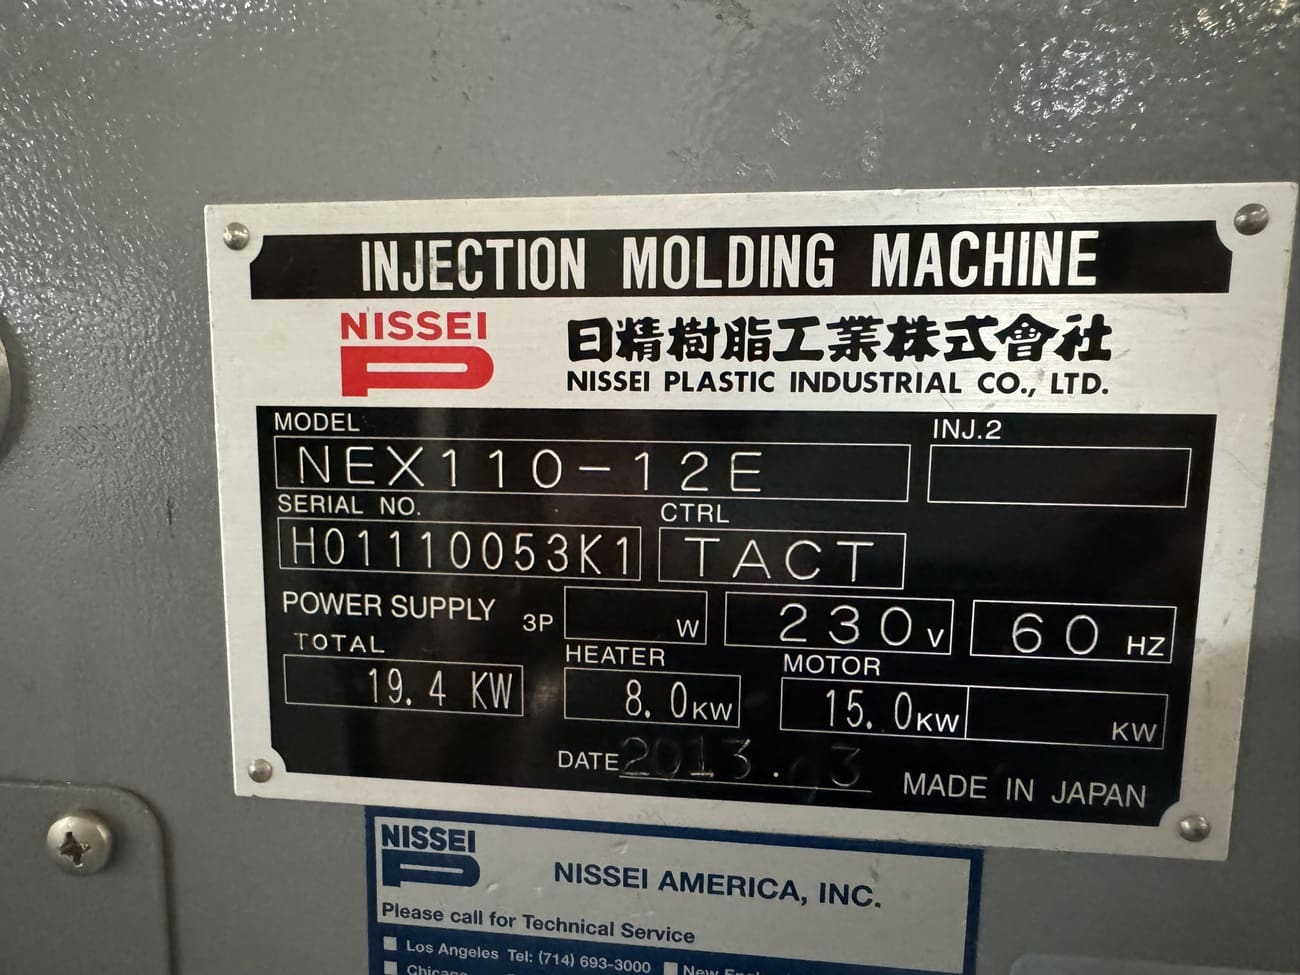 INJECTION MOLDING MACHINE
NISSEI
日精樹脂工業株式會社
NISSEI PLASTIC INDUSTRIAL CO., LTD.
MODEL
NEX110-12E
INJ.2
SERIAL NO.
H01110053K1
CTRL
TACT
POWER SUPPLY 3P W 230 V 60 HZ
TOTAL
19.4 KW
HEATER
8.0 KW
MOTOR
15.0 KW KW
DATE 2013.03
MADE IN JAPAN
NISSEI
NISSEI AMERICA, INC.
Please call for Technical Service
Los Angeles Tel: (714) 693-3000